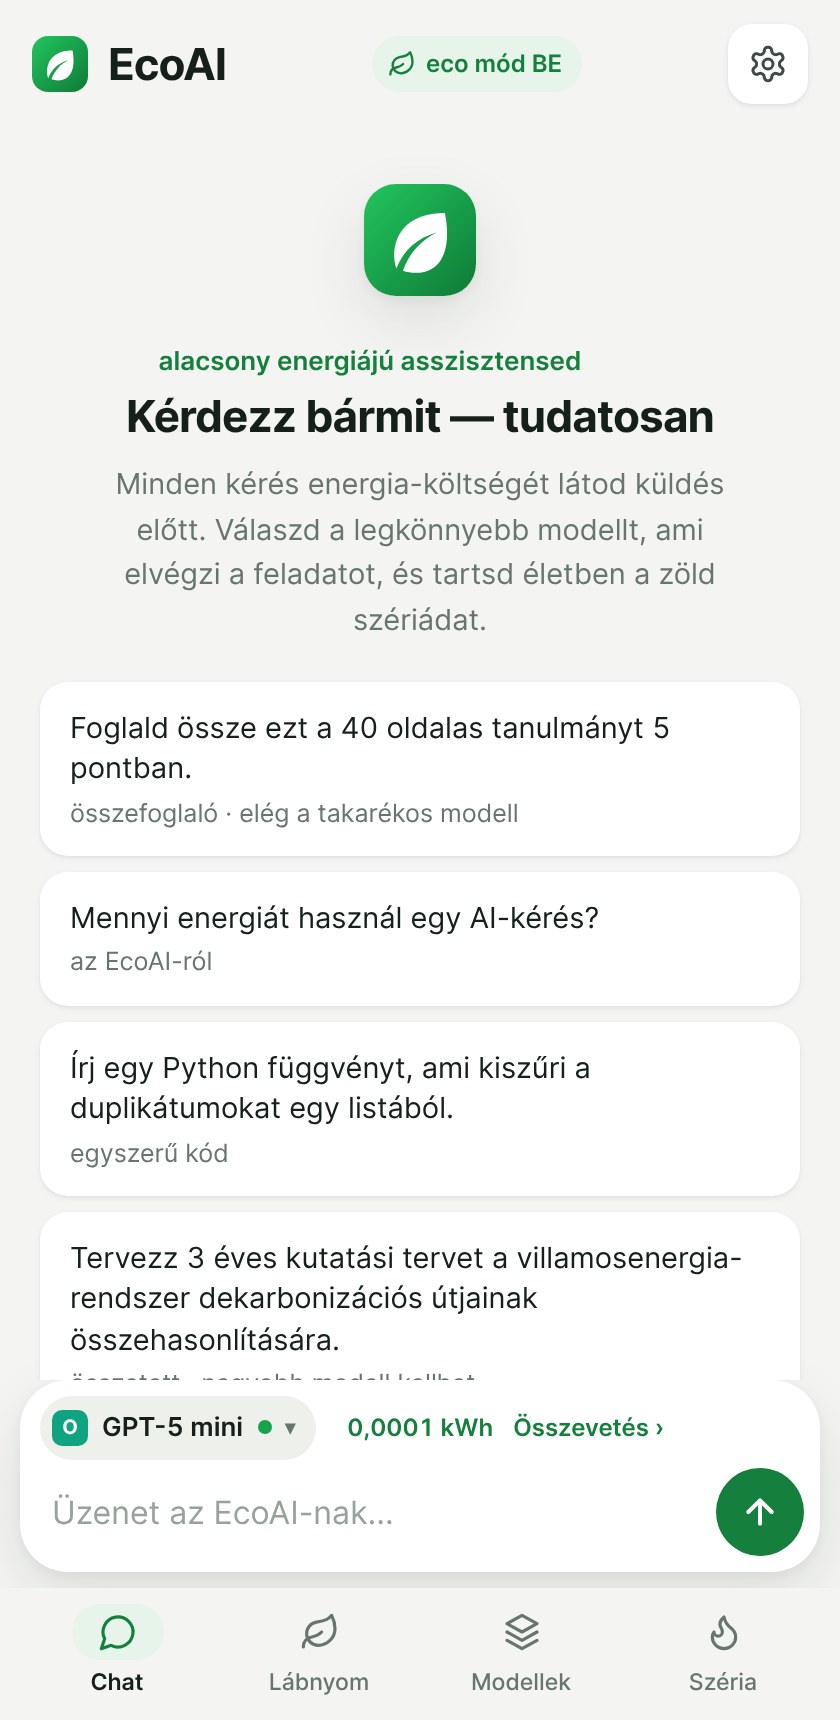 EcoAI
eco mód BE
alacsony energiájú asszisztensed
Kérdezz bármit — tudatosan
Minden kérés energia-költségét látod küldés
előtt. Válaszd a legkönnyebb modellt, ami
elvégzi a feladatot, és tartsd életben a zöld
szériádat.
Foglald össze ezt a 40 oldalas tanulmányt 5
pontban.
összefoglaló · elég a takarékos modell
Mennyi energiát használ egy AI-kérés?
az EcoAI-ról
Írj egy Python függvényt, ami kiszűri a
duplikátumokat egy listából.
egyszerű kód
Tervezz 3 éves kutatási tervet a villamosenergia-
rendszer dekarbonizációs útjainak
összehasonlítására.
összetett · nagyobb modell kellhet
O GPT-5 mini ▾ 0,0001 kWh Összevetés ›
Üzenet az EcoAI-nak...
Chat Lábnyom Modellek Széria